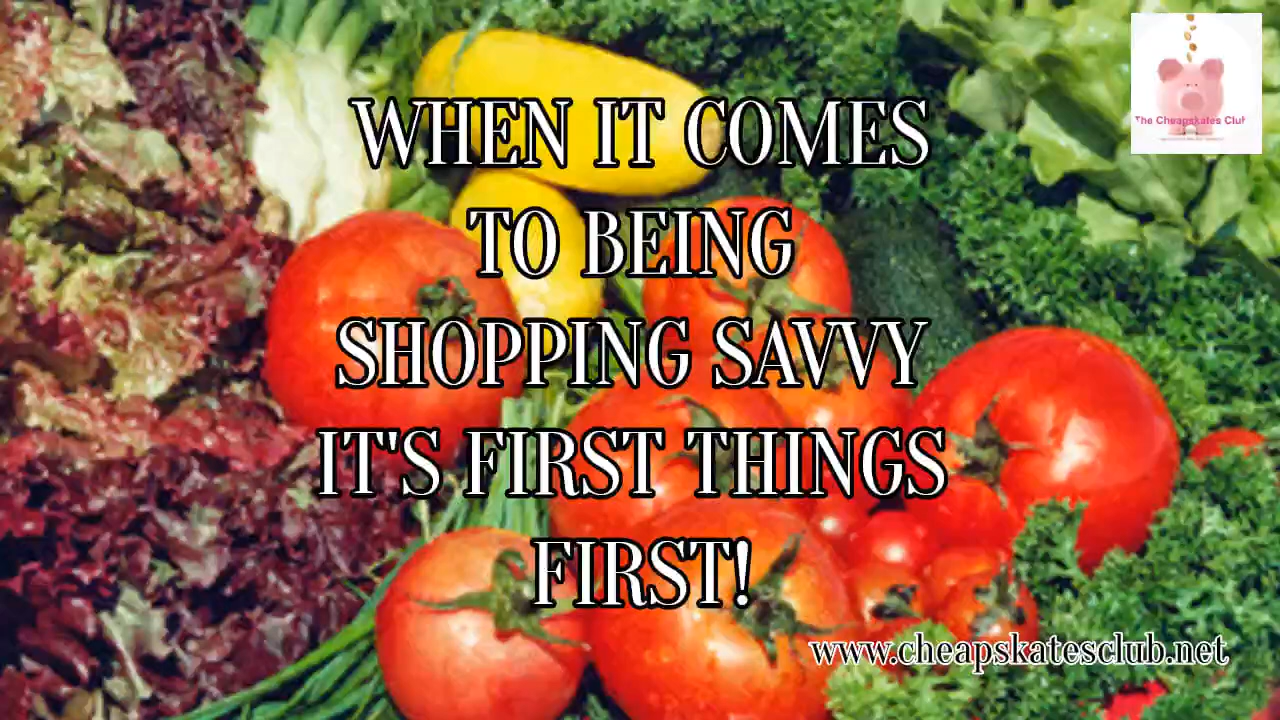 WHEN IT COMES
TO BEING
SHOPPING SAVVY
IT'S FIRST THINGS
FIRST!
The Cheapskates Club
www.cheapskatesclub.net